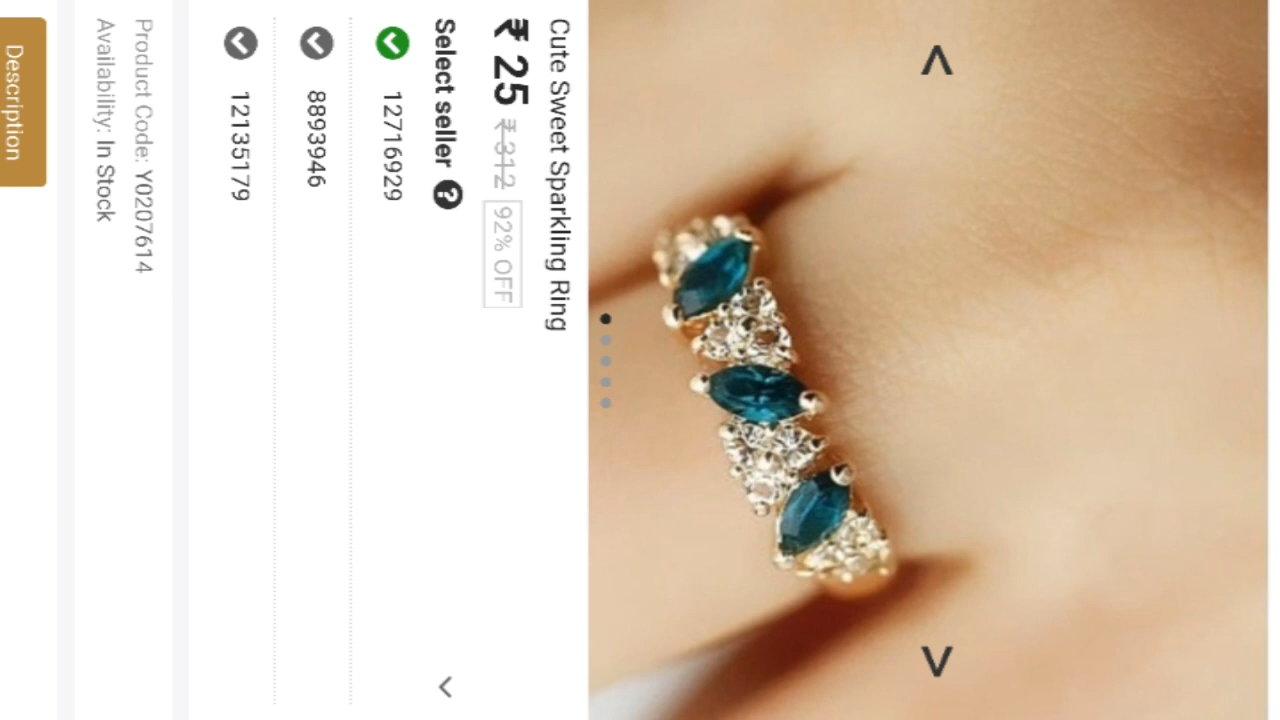 Cute Sweet Sparkling Ring
₹ 25 ₹ 312 92% OFF
Select seller ?
12716929
8893946
12135179
Product Code: Y0207614
Availability: In Stock
Description